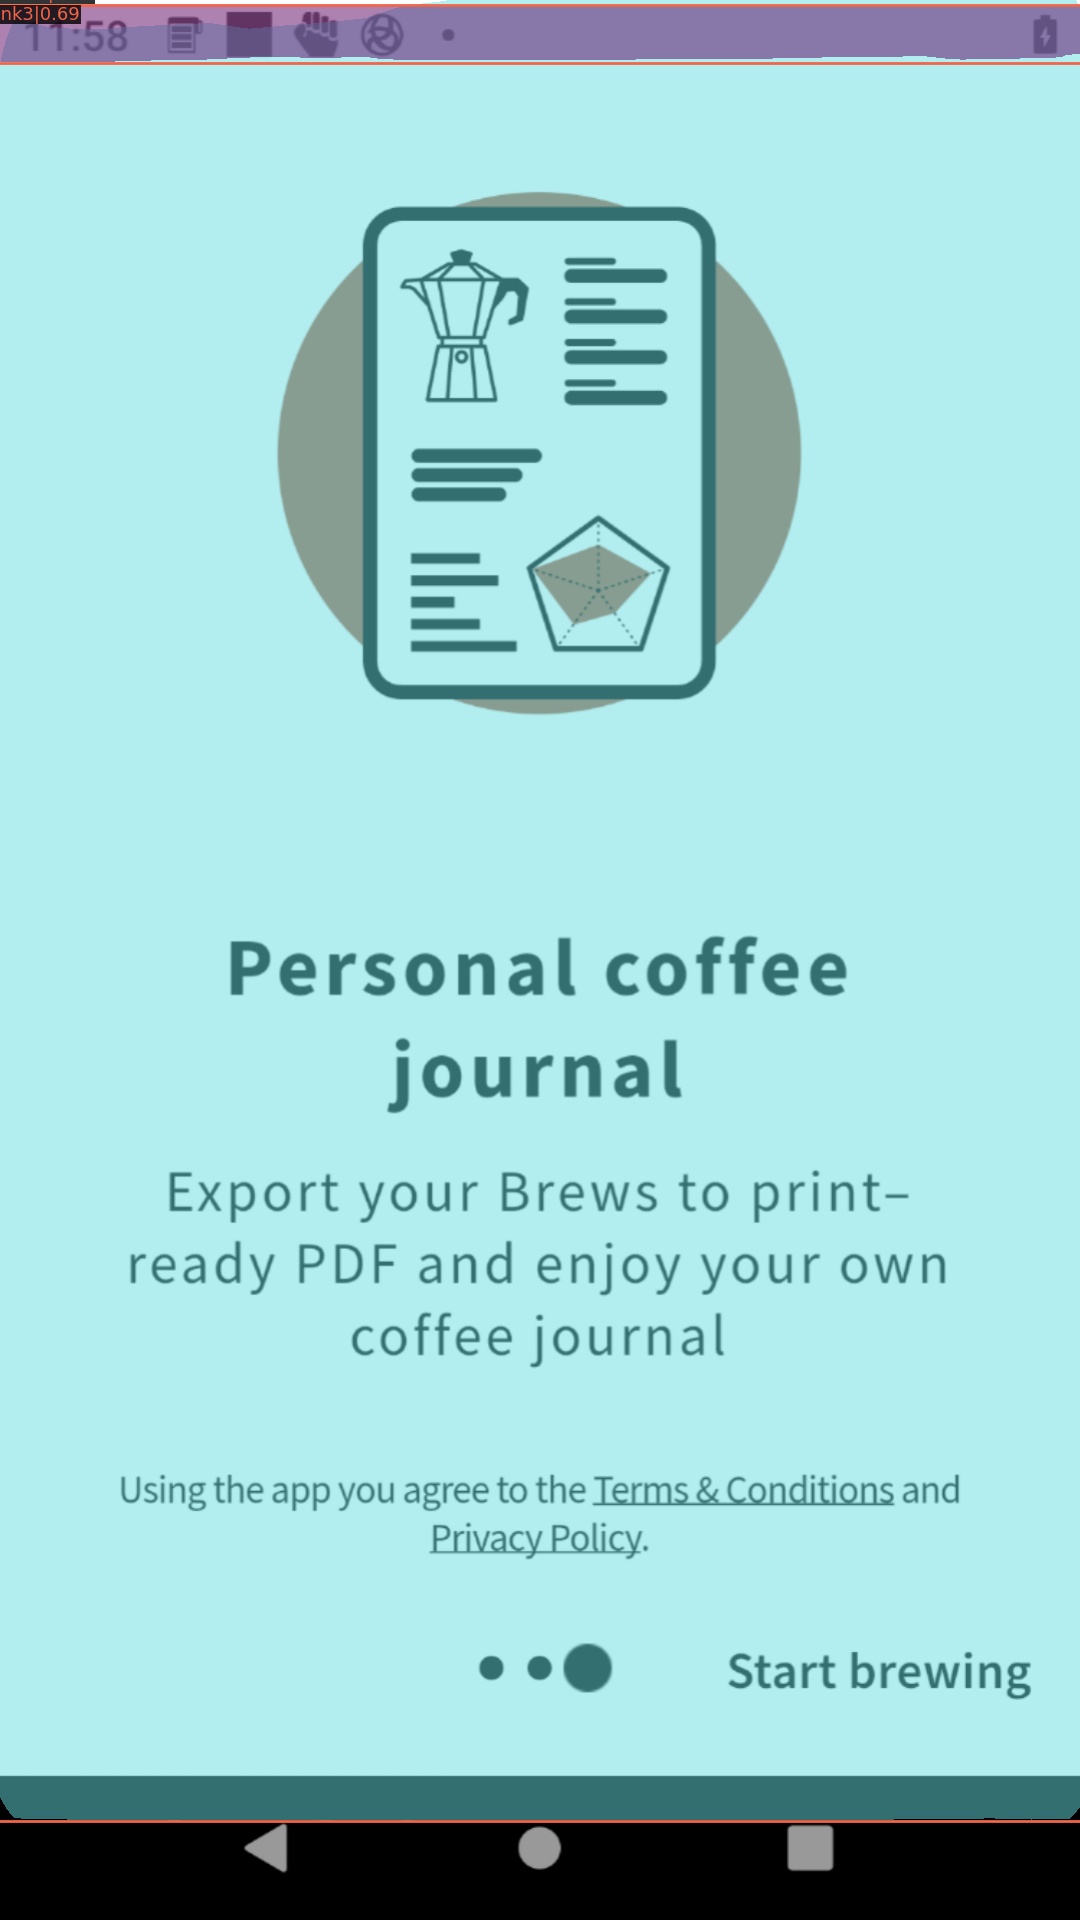 nk3|0.69
11:58
Personal coffee
journal
Export your Brews to print–
ready PDF and enjoy your own
coffee journal
Using the app you agree to the Terms & Conditions and
Privacy Policy.
Start brewing